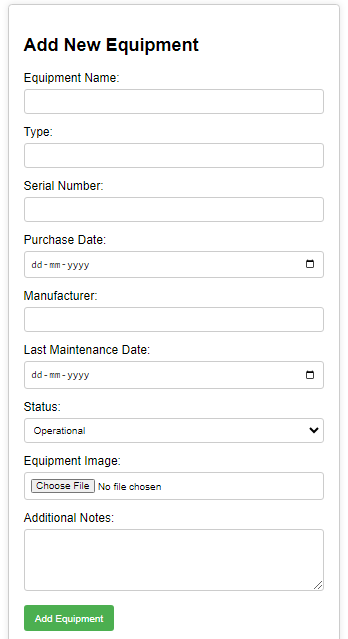 Add New Equipment
Equipment Name:
Type:
Serial Number:
Purchase Date:
dd-mm-yyyy
Manufacturer:
Last Maintenance Date:
dd-mm-yyyy
Status:
Operational
Equipment Image:
Choose File No file chosen
Additional Notes:
Add Equipment